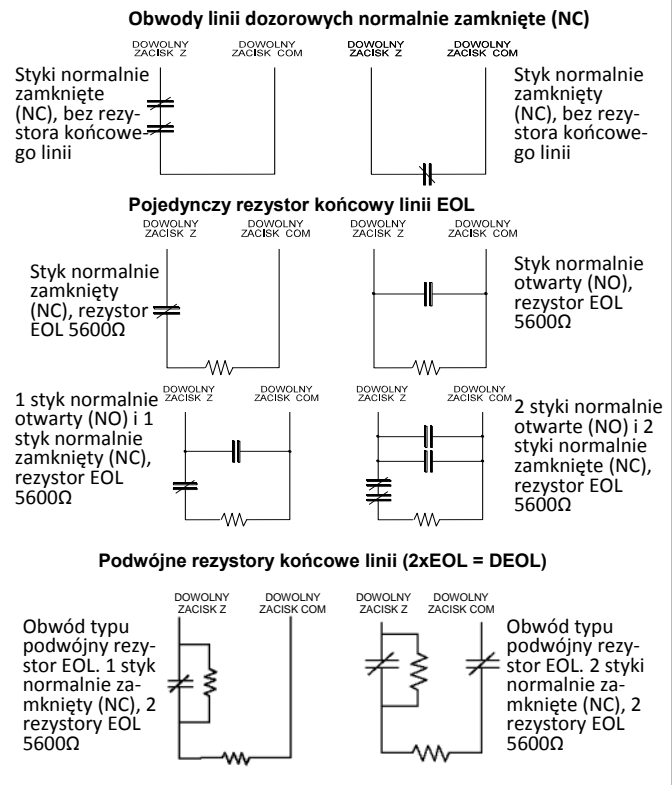 Obwody linii dozorowych normalnie zamknięte (NC)
DOWOLNY
ZACISK Z
DOWOLNY
ZACISK COM
DOWOLNY
ZACISK Z
DOWOLNY
ZACISK COM
Styki normalnie
zamknięte
(NC), bez rezy-
stora końcowe-
go linii
Styk normalnie
zamknięty
(NC), bez rezy-
stora końcowe-
go linii
Pojedynczy rezystor końcowy linii EOL
DOWOLNY
ZACISK Z
DOWOLNY
ZACISK COM
DOWOLNY
ZACISK Z
DOWOLNY
ZACISK COM
Styk normalnie
zamknięty
(NC), rezystor
EOL 5600Ω
Styk normalnie
otwarty (NO),
rezystor EOL
5600Ω
DOWOLNY
ZACISK Z
DOWOLNY
ZACISK COM
DOWOLNY
ZACISK Z
DOWOLNY
ZACISK COM
1 styk normalnie
otwarty (NO) i 1
styk normalnie
zamknięty (NC),
rezystor EOL
5600Ω
2 styki normalnie
otwarte (NO) i 2
styki normalnie
zamknięte (NC),
rezystor EOL
5600Ω
Podwójne rezystory końcowe linii (2xEOL = DEOL)
DOWOLNY
ZACISK Z
DOWOLNY
ZACISK COM
DOWOLNY
ZACISK Z
DOWOLNY
ZACISK COM
Obwód typu
podwójny rezy-
stor EOL. 1 styk
normalnie za-
mknięty (NC), 2
rezystory EOL
5600Ω
Obwód typu
podwójny rezy-
stor EOL. 2 styki
normalnie za-
mknięte (NC), 2
rezystory EOL
5600Ω